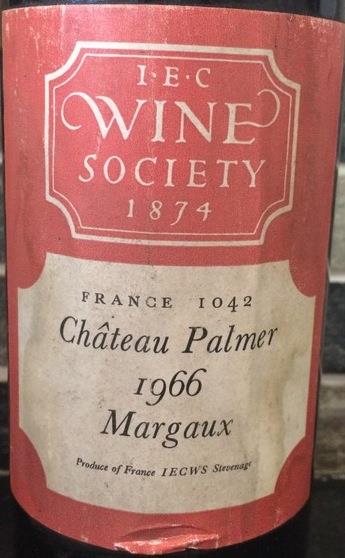 I·E·C
WINE
SOCIETY
1874
FRANCE 1042
Château Palmer
1966
Margaux
Produce of France IECWS Stevenage